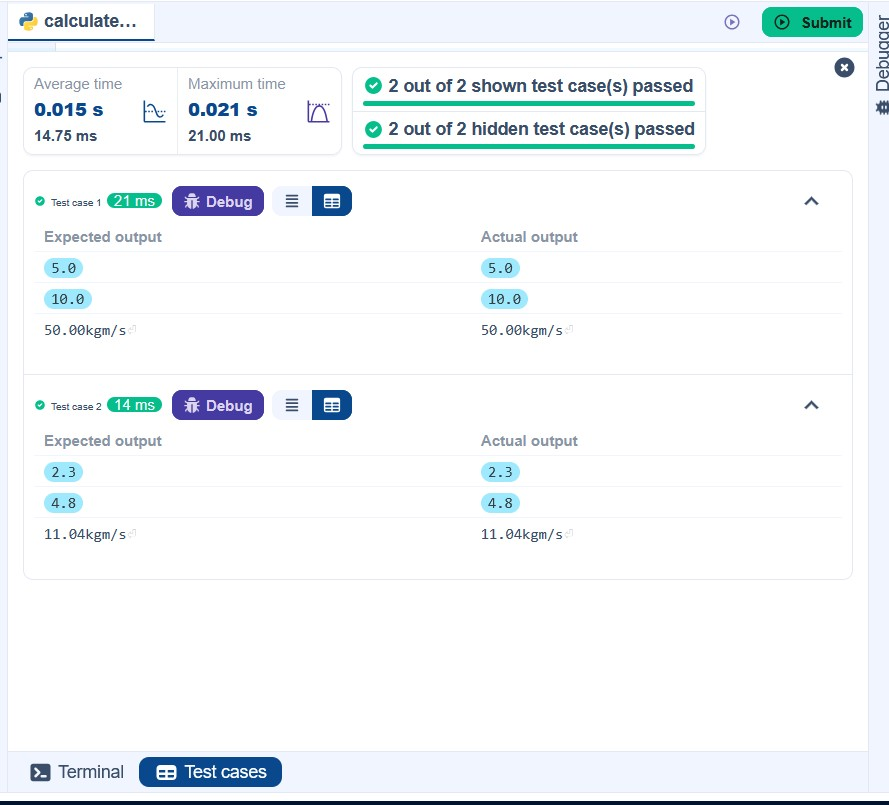 calculate...
Submit
Debugger
Average time
0.015 s
14.75 ms
Maximum time
0.021 s
21.00 ms
2 out of 2 shown test case(s) passed
2 out of 2 hidden test case(s) passed
Test case 1
21 ms
Debug
Expected output
Actual output
5.0
5.0
10.0
10.0
50.00kgm/s⏎
50.00kgm/s⏎
Test case 2
14 ms
Debug
Expected output
Actual output
2.3
2.3
4.8
4.8
11.04kgm/s⏎
11.04kgm/s⏎
Terminal
Test cases